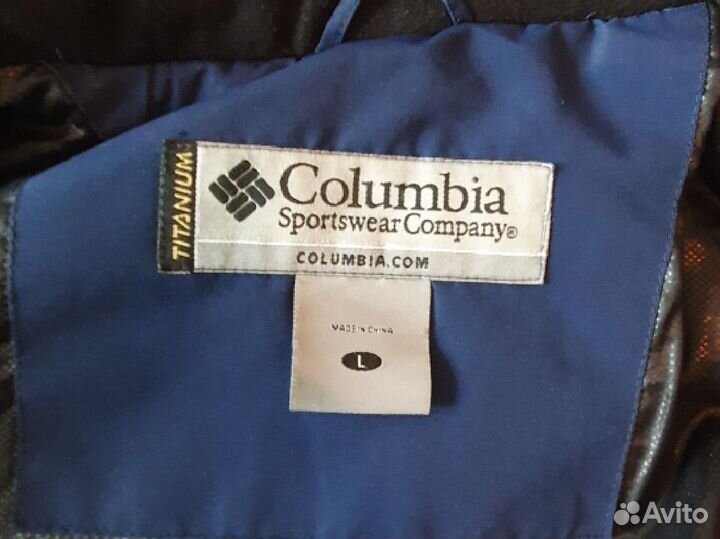 TITANIUM
Columbia
Sportswear Company®
COLUMBIA.COM
MADE IN CHINA
L
Avito